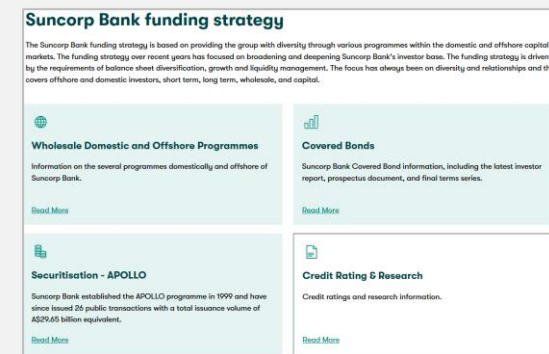 Suncorp Bank funding strategy
The Suncorp Bank funding strategy is based on providing the group with diversity through various programmes within the domestic and offshore capital
markets. The funding strategy over recent years has focused on broadening and deepening Suncorp Bank's investor base. The funding strategy is driven
by the requirements of balance sheet diversification, growth and liquidity management. The focus has always been on diversity and relationships and th
covers offshore and domestic investors, short term, long term, wholesale, and capital.
Wholesale Domestic and Offshore Programmes
Information on the several programmes domestically and offshore of
Suncorp Bank.
Read More
Covered Bonds
Suncorp Bank Covered Bond information, including the latest investor
report, prospectus document, and final terms series.
Read More
Securitisation - APOLLO
Suncorp Bank established the APOLLO programme in 1999 and have
since issued 26 public transactions with a total issuance volume of
A$29.65 billion equivalent.
Read More
Credit Rating & Research
Credit ratings and research information.
Read More